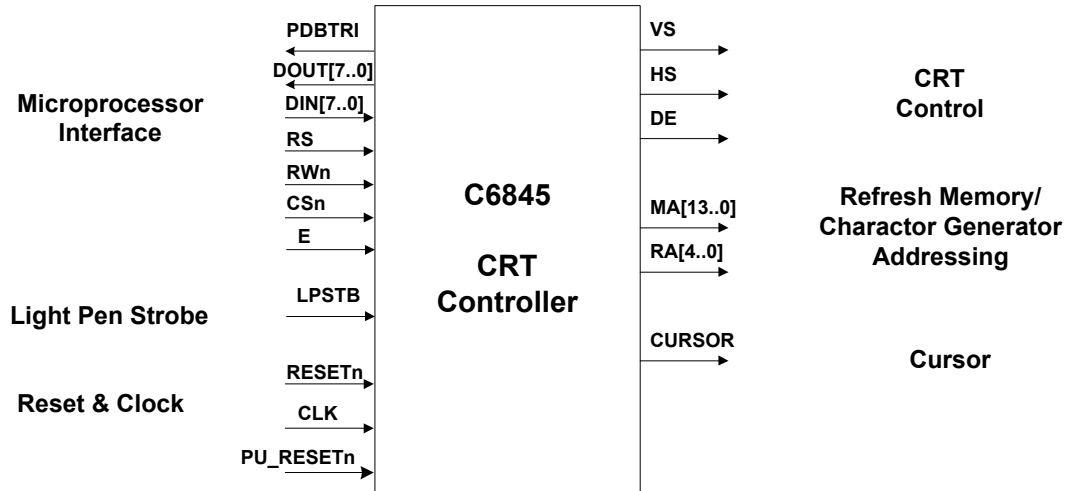 PDBTRI
DOUT[7..0]
DIN[7..0]
RS
RWn
CSn
E
LPSTB
RESETn
CLK
PU_RESETn
Microprocessor
Interface
Light Pen Strobe
Reset & Clock
C6845
CRT
Controller
VS
HS
DE
MA[13..0]
RA[4..0]
CURSOR
CRT
Control
Refresh Memory/
Charactor Generator
Addressing
Cursor